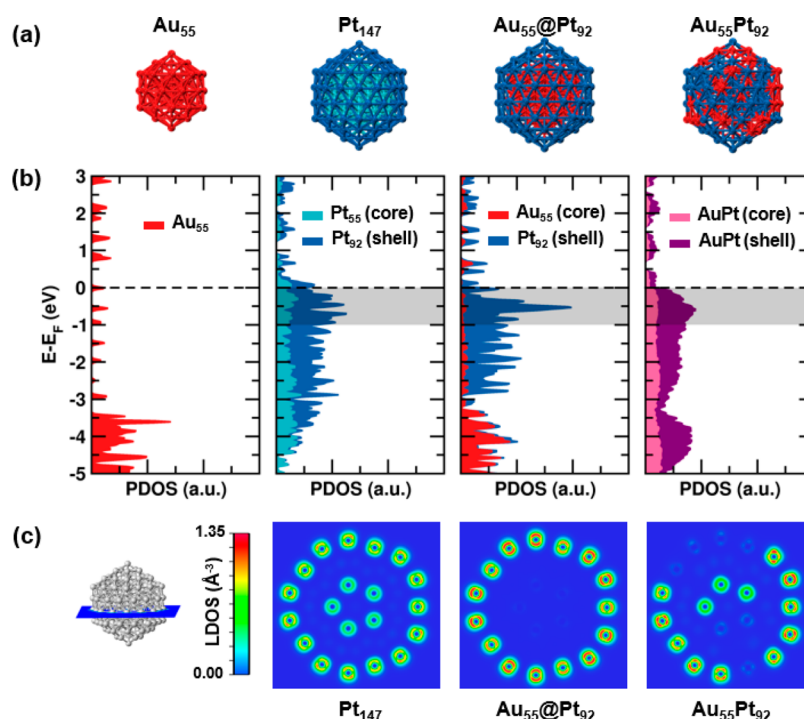 (a)
Au₅₅
Pt₁₄₇
Au₅₅@Pt₉₂
Au₅₅Pt₉₂
(b)
E-E_F (eV)
3
2
1
0
-1
-2
-3
-4
-5
Au₅₅
PDOS (a.u.)
Pt₅₅ (core)
Pt₉₂ (shell)
PDOS (a.u.)
Au₅₅ (core)
Pt₉₂ (shell)
PDOS (a.u.)
AuPt (core)
AuPt (shell)
PDOS (a.u.)
(c)
LDOS (Å⁻³)
1.35
0.00
Pt₁₄₇
Au₅₅@Pt₉₂
Au₅₅Pt₉₂